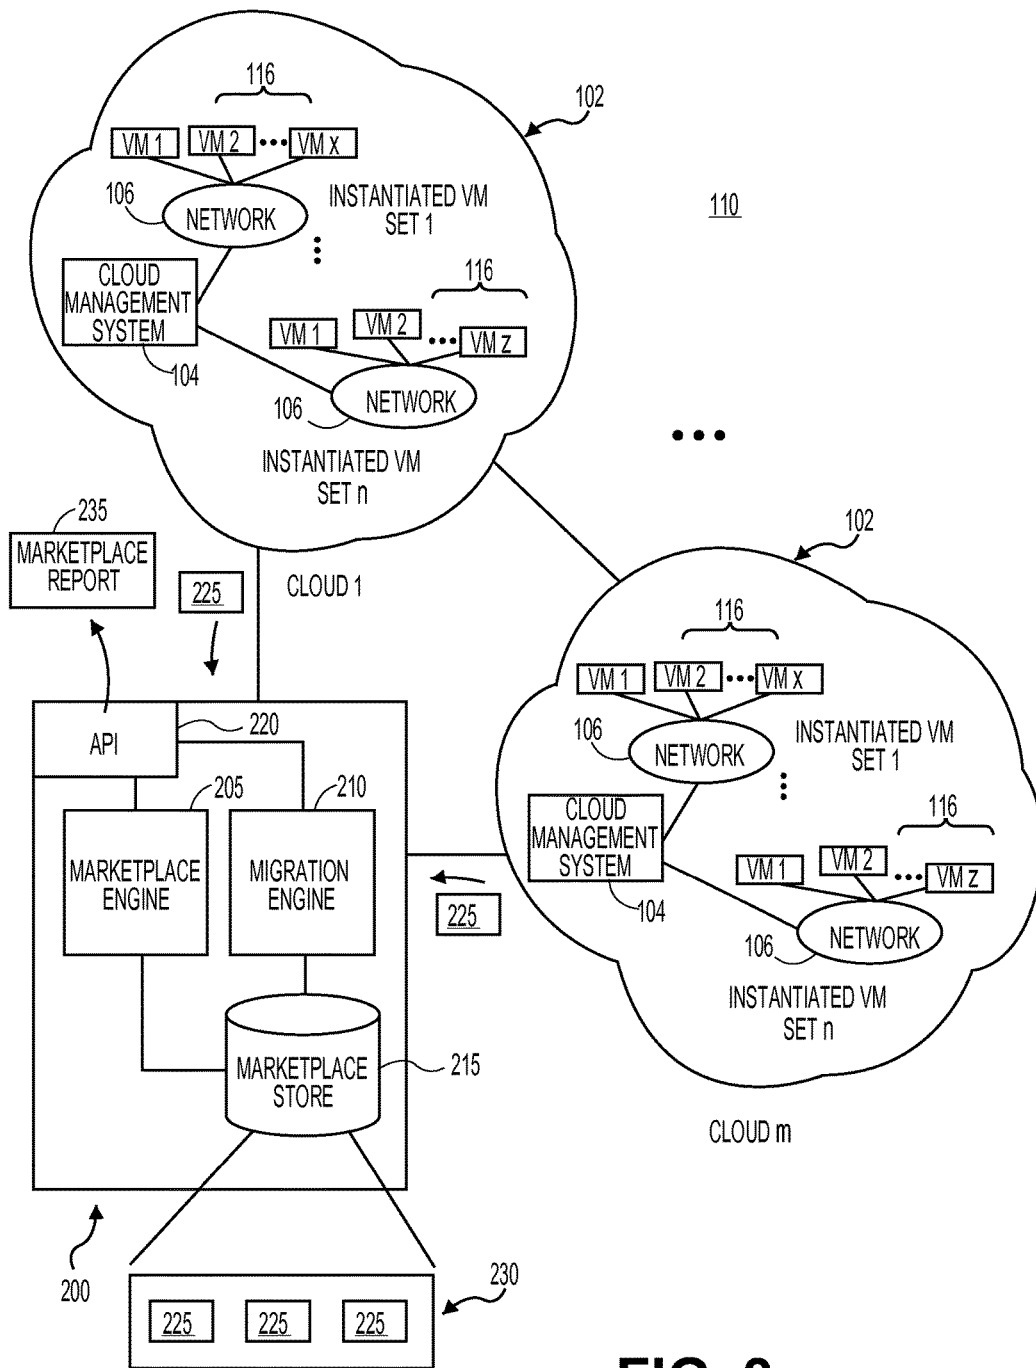 116
102
VM 1
VM 2
VM X
106
NETWORK
INSTANTIATED VM
SET 1
110
CLOUD
MANAGEMENT
SYSTEM
104
116
VM 1
VM 2
VM Z
106
NETWORK
INSTANTIATED VM
SET n
235
MARKETPLACE
REPORT
225
CLOUD 1
102
116
VM 1
VM 2
VM X
106
NETWORK
INSTANTIATED VM
SET 1
API
220
205
210
MARKETPLACE
ENGINE
MIGRATION
ENGINE
CLOUD
MANAGEMENT
SYSTEM
104
116
VM 1
VM 2
VM Z
225
106
NETWORK
INSTANTIATED VM
SET n
MARKETPLACE
STORE
215
CLOUD m
200
230
225
225
225